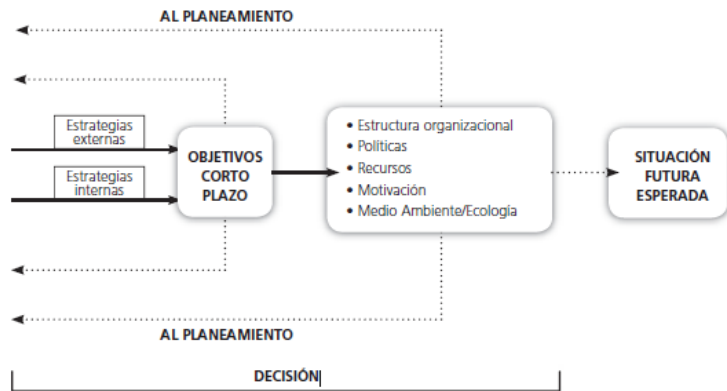 AL PLANEAMIENTO
Estrategias
externas
Estrategias
internas
OBJETIVOS
CORTO
PLAZO
• Estructura organizacional
• Políticas
• Recursos
• Motivación
• Medio Ambiente/Ecología
SITUACIÓN
FUTURA
ESPERADA
AL PLANEAMIENTO
DECISIÓN